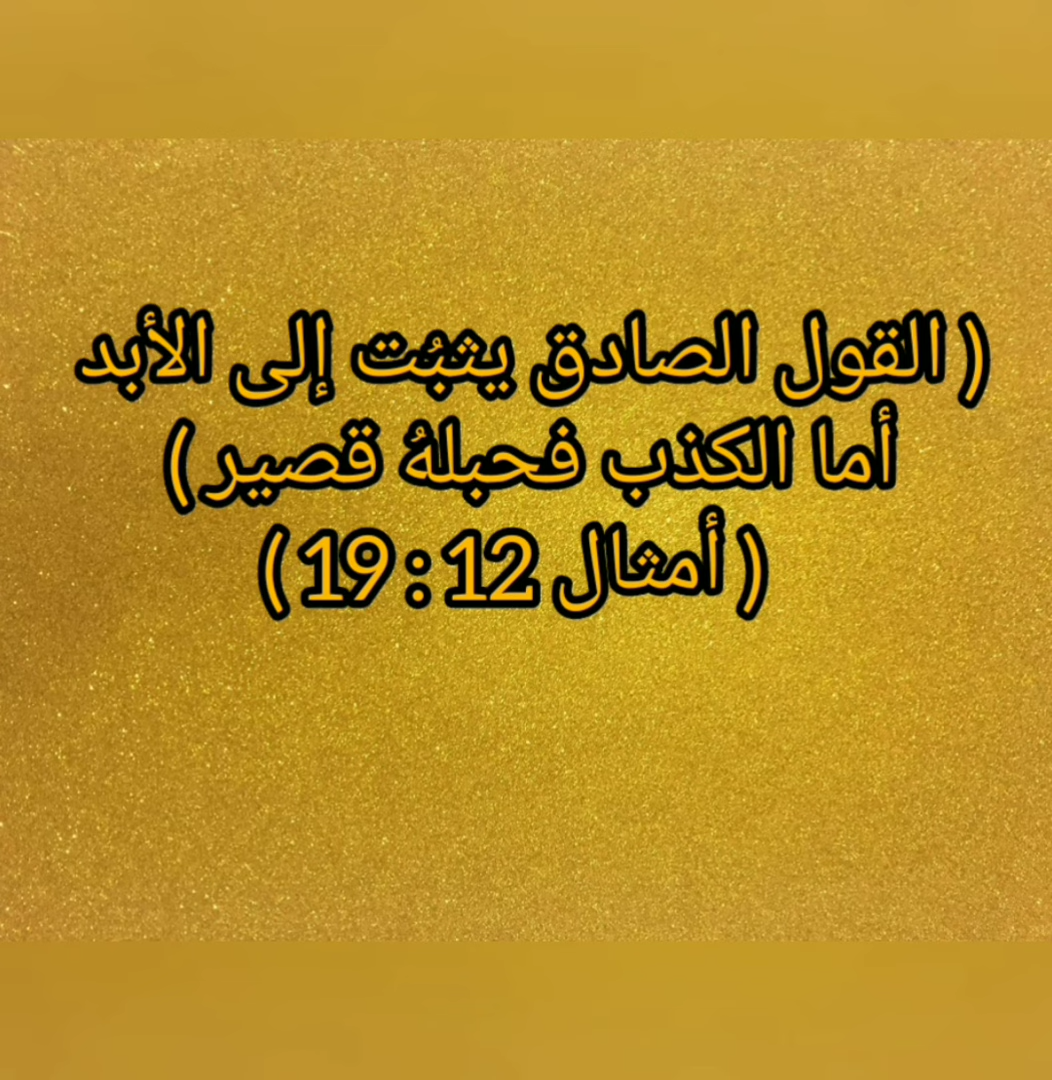 ( القول الصادق يثبُت إلى الأبد
أما الكذب فحبلهُ قصير )
( أمثال 12 : 19 )